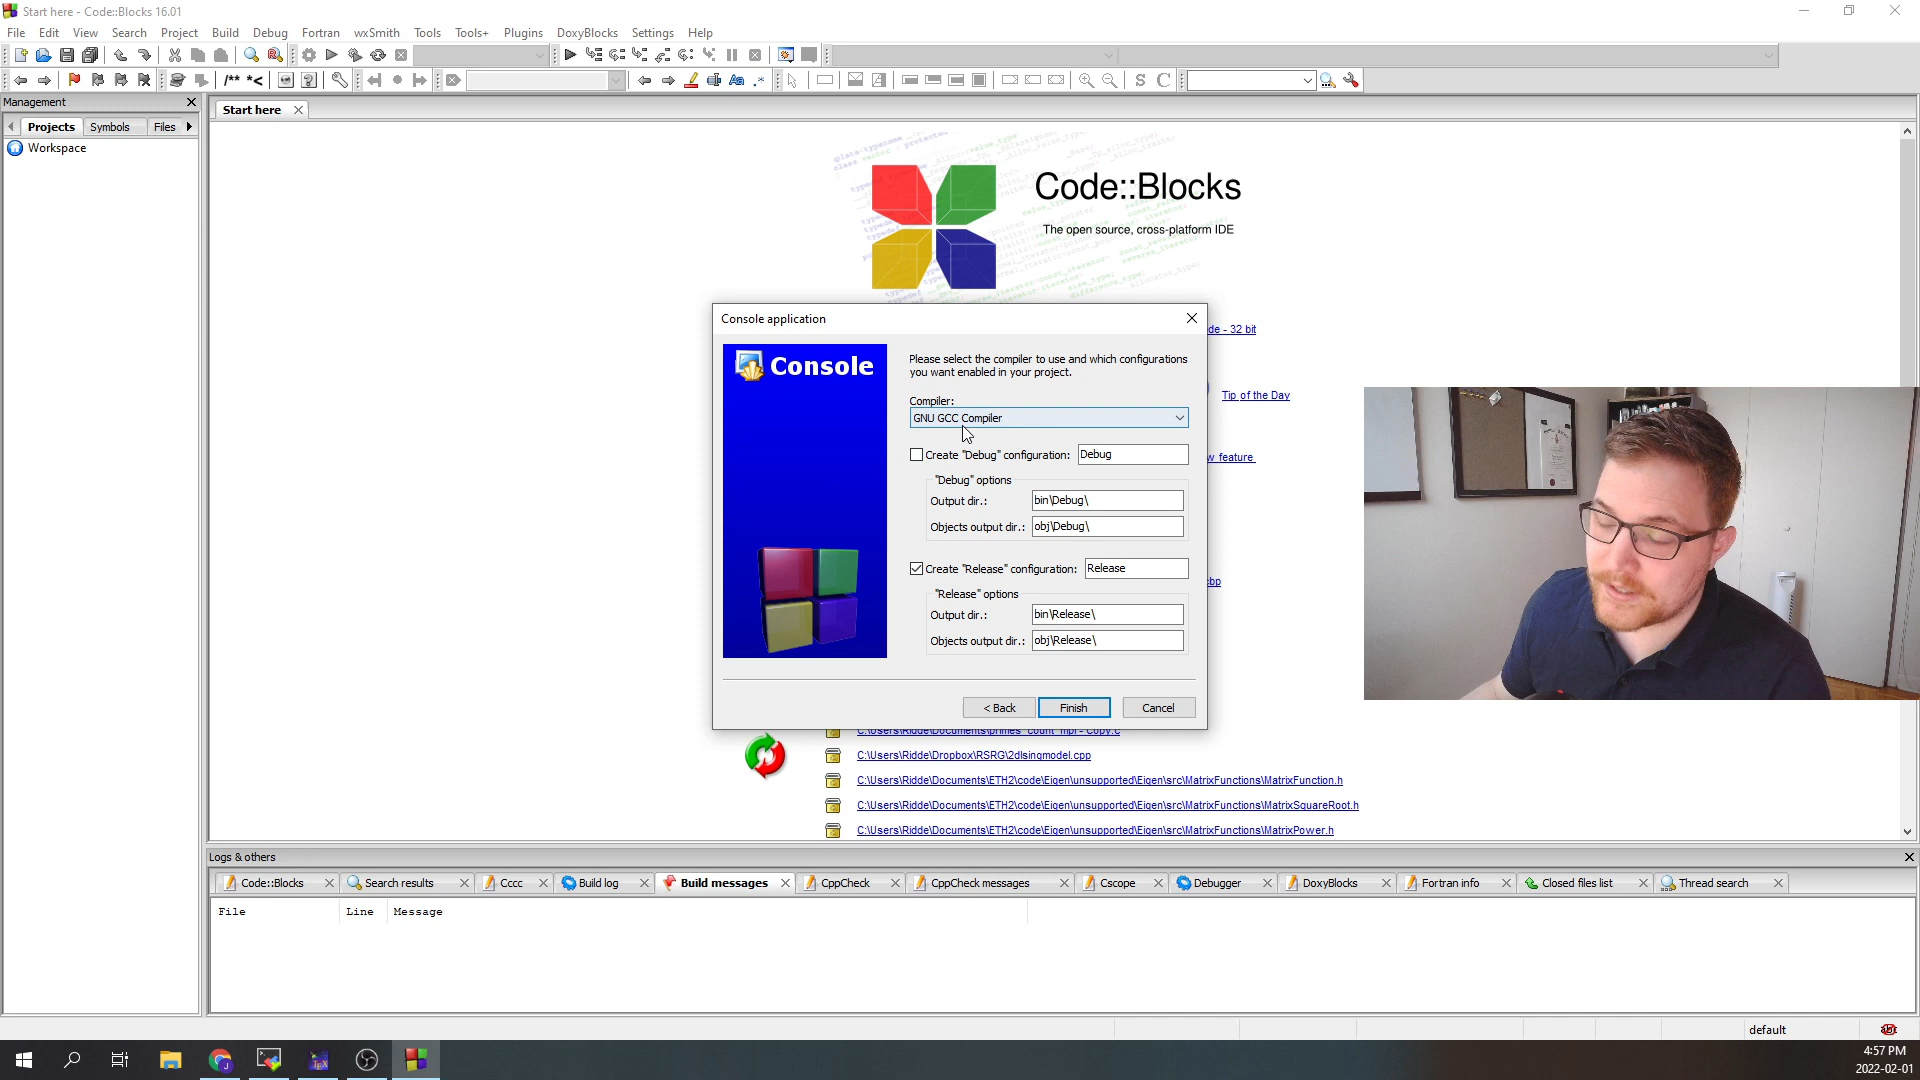 Start here - Code::Blocks 16.01
File Edit View Search Project Build Debug Fortran wxSmith Tools Tools+ Plugins DoxyBlocks Settings Help
/** *<
Aa .*
S C
Management
Projects Symbols Files
Workspace
Start here
Code::Blocks
The open source, cross-platform IDE
de - 32 bit
Tip of the Day
w feature
cbp
Console application
Console
Please select the compiler to use and which configurations
you want enabled in your project.
Compiler:
GNU GCC Compiler
Create "Debug" configuration: Debug
"Debug" options
Output dir.: bin\Debug\
Objects output dir.: obj\Debug\
Create "Release" configuration: Release
"Release" options
Output dir.: bin\Release\
Objects output dir.: obj\Release\
< Back Finish Cancel
C:\Users\Ridde\Documents\primes_count_mpi - Copy.c
C:\Users\Ridde\Dropbox\RSRG\2dIsingmodel.cpp
C:\Users\Ridde\Documents\ETH2\code\Eigen\unsupported\Eigen\src\MatrixFunctions\MatrixFunction.h
C:\Users\Ridde\Documents\ETH2\code\Eigen\unsupported\Eigen\src\MatrixFunctions\MatrixSquareRoot.h
C:\Users\Ridde\Documents\ETH2\code\Eigen\unsupported\Eigen\src\MatrixFunctions\MatrixPower.h
Logs & others
Code::Blocks Search results Cccc Build log Build messages CppCheck CppCheck messages Cscope Debugger DoxyBlocks Fortran info Closed files list Thread search
File Line Message
default
4:57 PM
2022-02-01